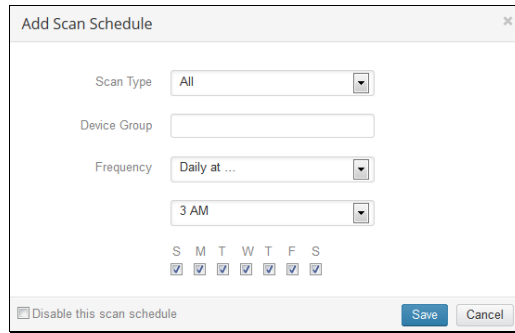 Add Scan Schedule
Scan Type All
Device Group
Frequency Daily at ...
3 AM
S M T W T F S
Disable this scan schedule Save Cancel